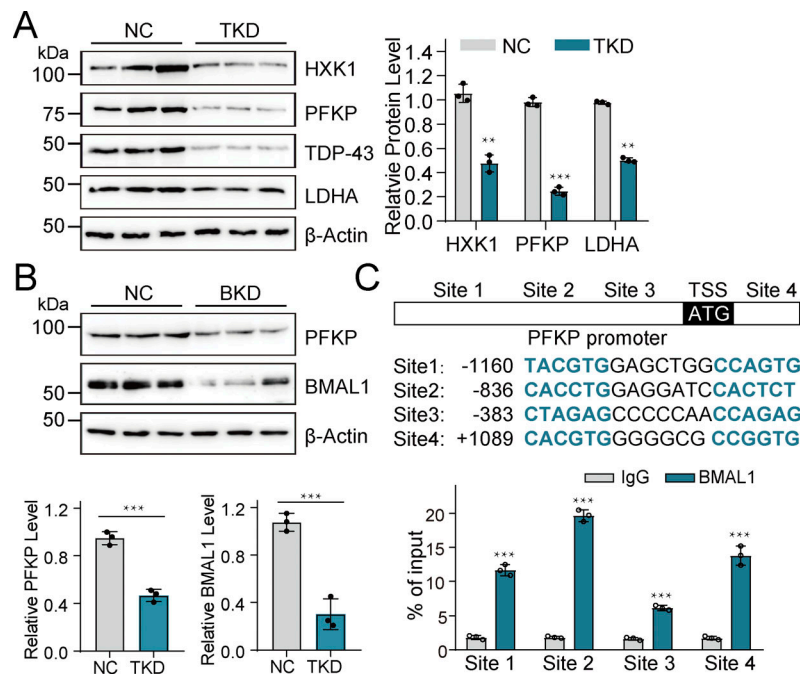 A
NC TKD
kDa
100
75
50
50
50
HXK1
PFKP
TDP-43
LDHA
β-Actin
NC TKD
Relatvie Protein Level
1.4
1.2
1.0
0.8
0.6
0.4
0.2
0.0
** *** **
HXK1 PFKP LDHA
B
NC BKD
kDa
100
50
50
PFKP
BMAL1
β-Actin
Relative PFKP Level
1.2
0.8
0.4
0.0
***
NC TKD
Relative BMAL1 Level
1.2
0.8
0.4
0.0
***
NC TKD
C
Site 1 Site 2 Site 3 TSS Site 4
ATG
PFKP promoter
Site1: -1160 TACGTGGAGCTGGCCAGTG
Site2: -836 CACCTGGAGGATCCACTCT
Site3: -383 CTAGAGCCCCCAACCAGAG
Site4: +1089 CACGTGGGGGCG CCGGTG
IgG BMAL1
% of input
20
15
10
5
0
*** *** *** ***
Site 1 Site 2 Site 3 Site 4